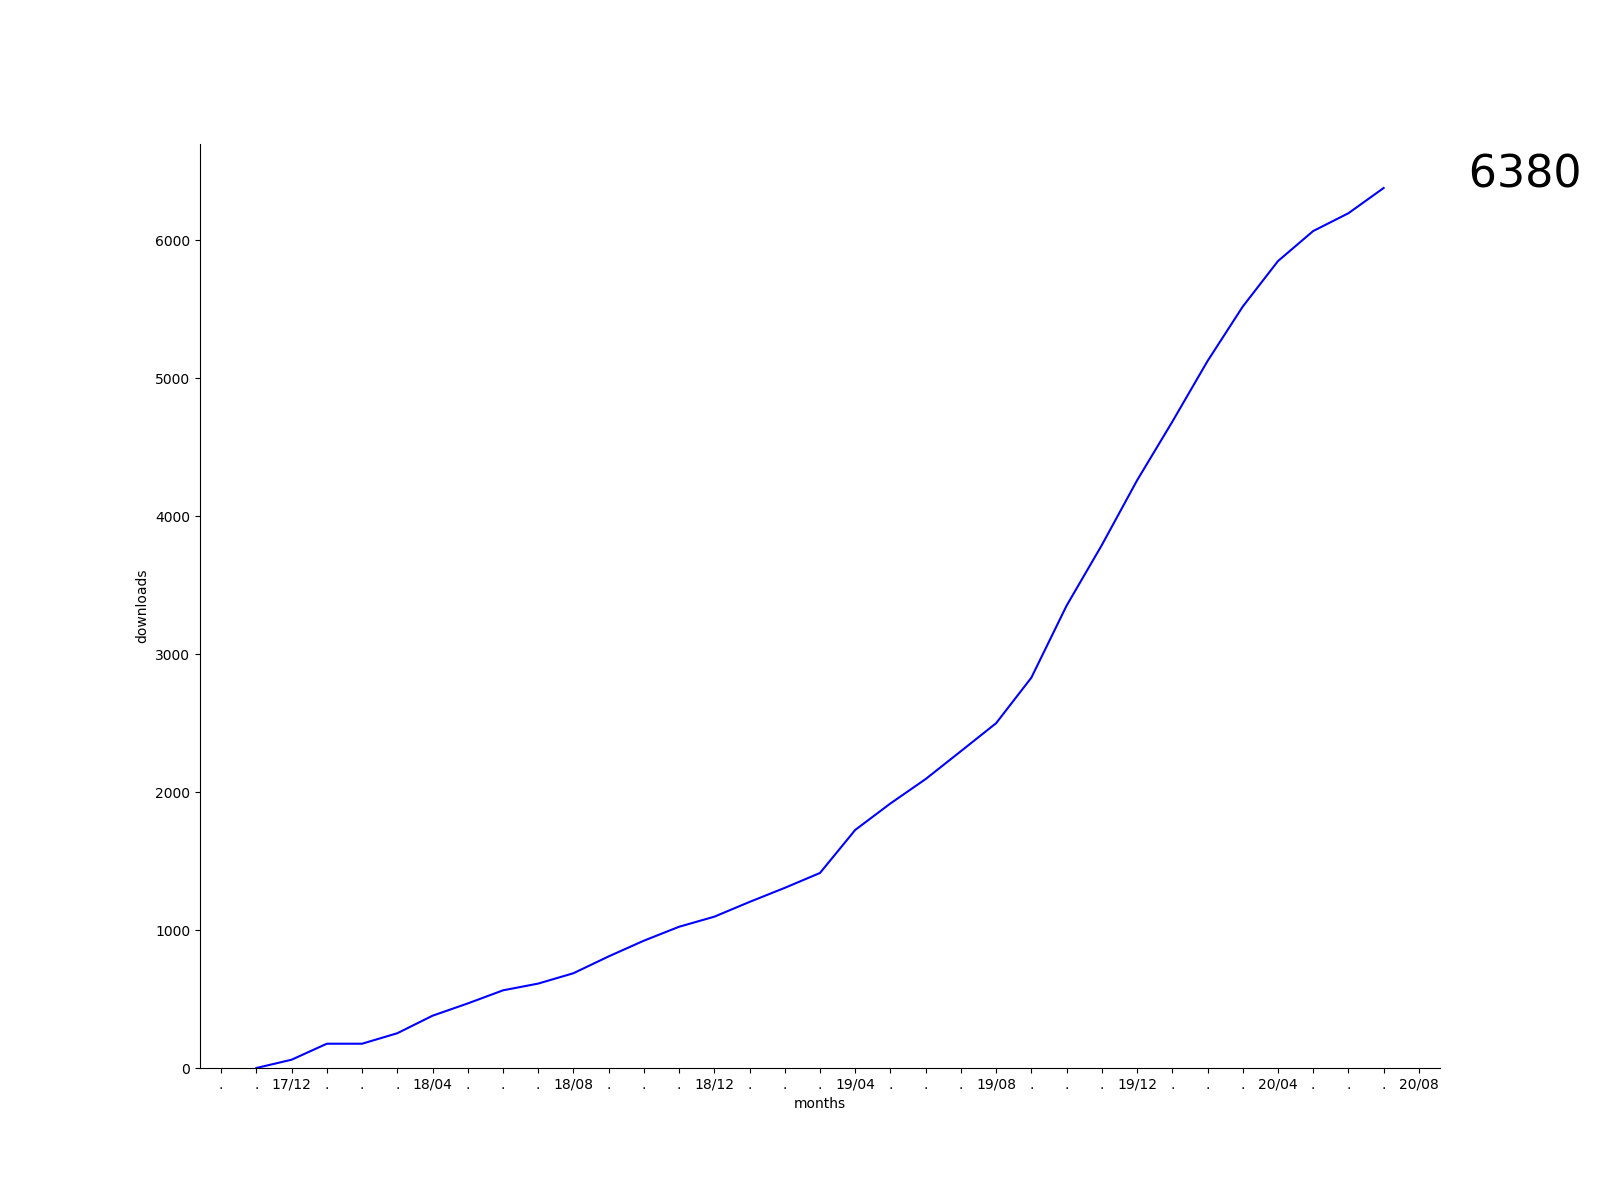 6380
6000
5000
4000
3000
2000
1000
0
downloads
. . 17/12 . . . 18/04 . . . 18/08 . . . 18/12 . . . 19/04 . . . 19/08 . . . 19/12 . . . 20/04 . . . 20/08
months